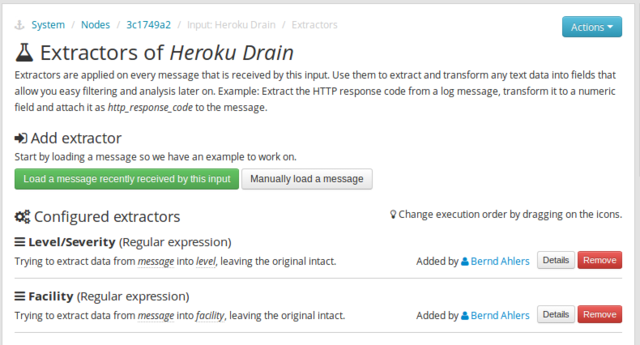 System / Nodes / 3c1749a2 / Input: Heroku Drain / Extractors
Actions
Extractors of Heroku Drain
Extractors are applied on every message that is received by this input. Use them to extract and transform any text data into fields that
allow you easy filtering and analysis later on. Example: Extract the HTTP response code from a log message, transform it to a numeric
field and attach it as http_response_code to the message.
Add extractor
Start by loading a message so we have an example to work on.
Load a message recently received by this input Manually load a message
Configured extractors
Change execution order by dragging on the icons.
Level/Severity (Regular expression)
Trying to extract data from message into level, leaving the original intact.
Added by Bernd Ahlers Details Remove
Facility (Regular expression)
Trying to extract data from message into facility, leaving the original intact.
Added by Bernd Ahlers Details Remove